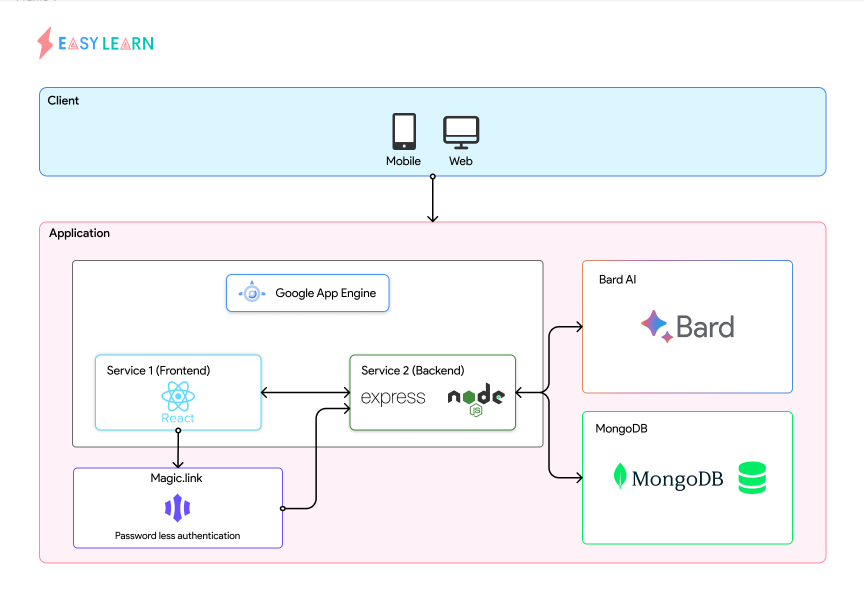 EASY LEARN
Client
Mobile
Web
Application
Google App Engine
Service 1 (Frontend)
React
Service 2 (Backend)
express
node
JS
Bard AI
Bard
MongoDB
MongoDB
Magic.link
Password less authentication